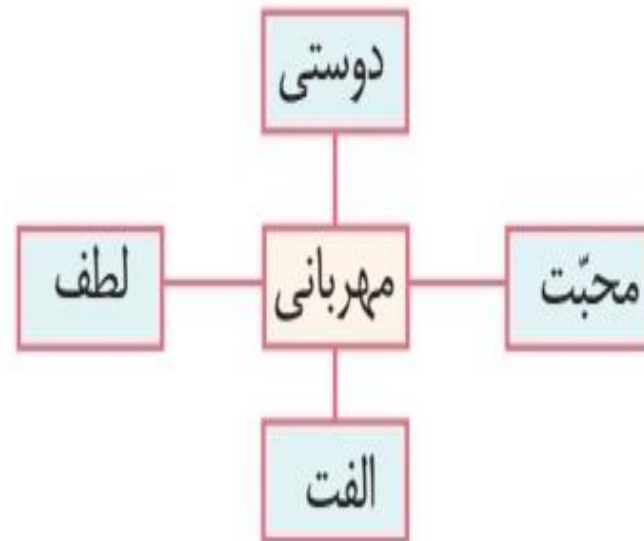 دوستی
محبّت
مهربانی
لطف
الفت